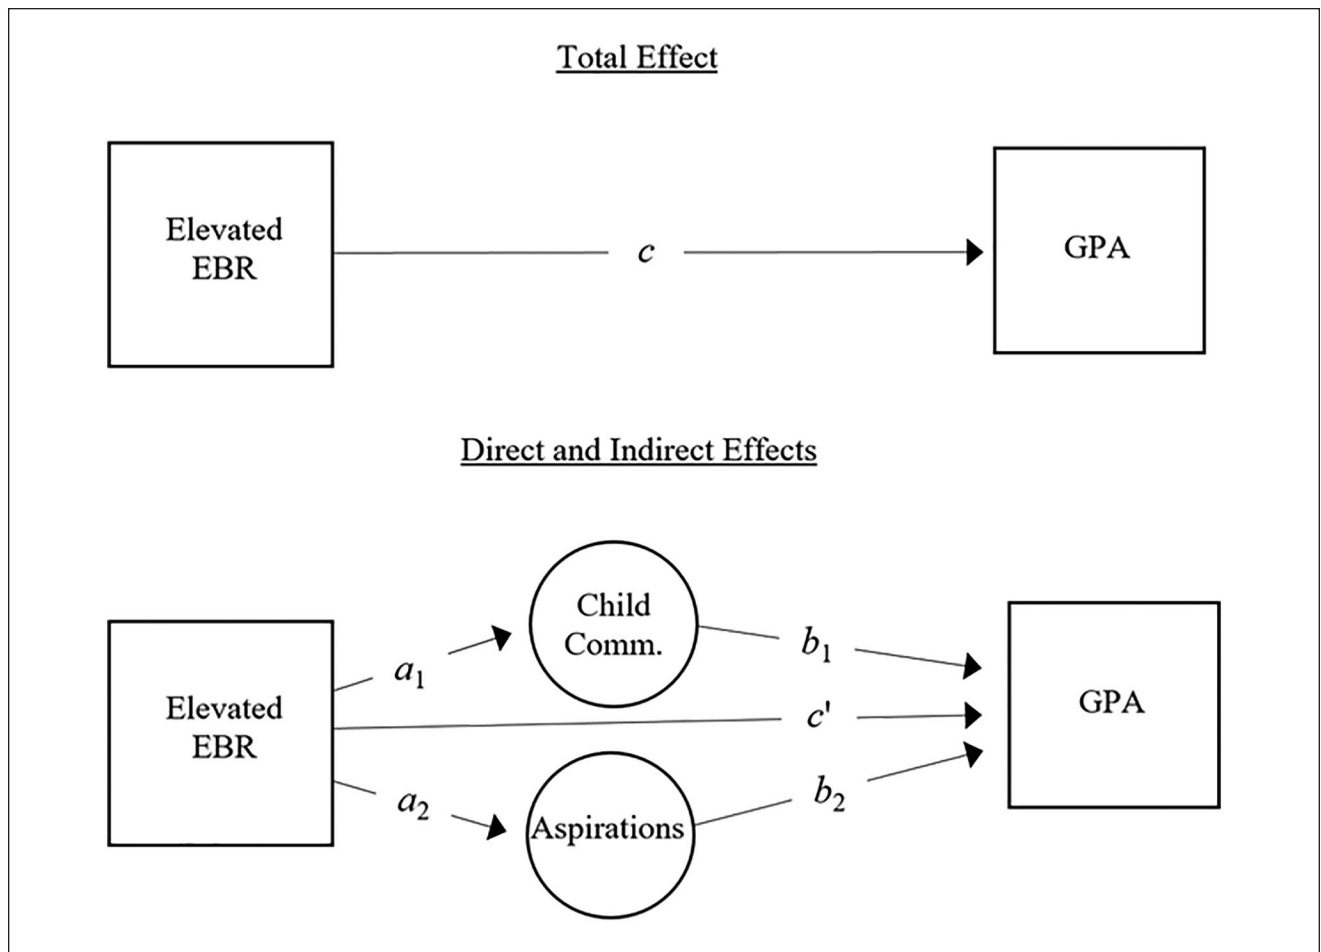 Total Effect
Elevated
EBR
c
GPA
Direct and Indirect Effects
Child
Comm.
a₁
b₁
Elevated
EBR
c'
GPA
a₂
b₂
Aspirations